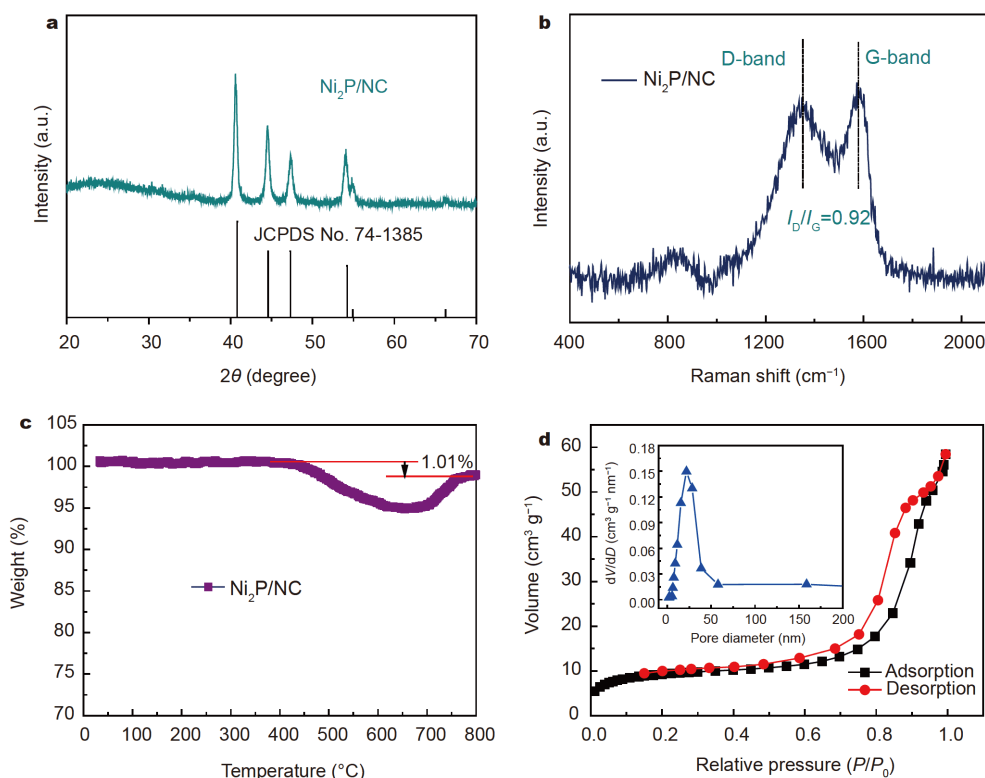 a
Ni₂P/NC
JCPDS No. 74-1385
Intensity (a.u.)
20 30 40 50 60 70
2θ (degree)
b
D-band
G-band
Ni₂P/NC
I_D/I_G=0.92
Intensity (a.u.)
400 800 1200 1600 2000
Raman shift (cm⁻¹)
c
105
100
95
90
85
80
75
70
1.01%
Ni₂P/NC
Weight (%)
0 100 200 300 400 500 600 700 800
Temperature (°C)
d
60
50
40
30
20
10
0
Volume (cm³ g⁻¹)
0.18
0.15
0.12
0.09
0.06
0.03
0.00
dV/dD (cm³ g⁻¹ nm⁻¹)
0 50 100 150 200
Pore diameter (nm)
Adsorption
Desorption
0.0 0.2 0.4 0.6 0.8 1.0
Relative pressure (P/P₀)